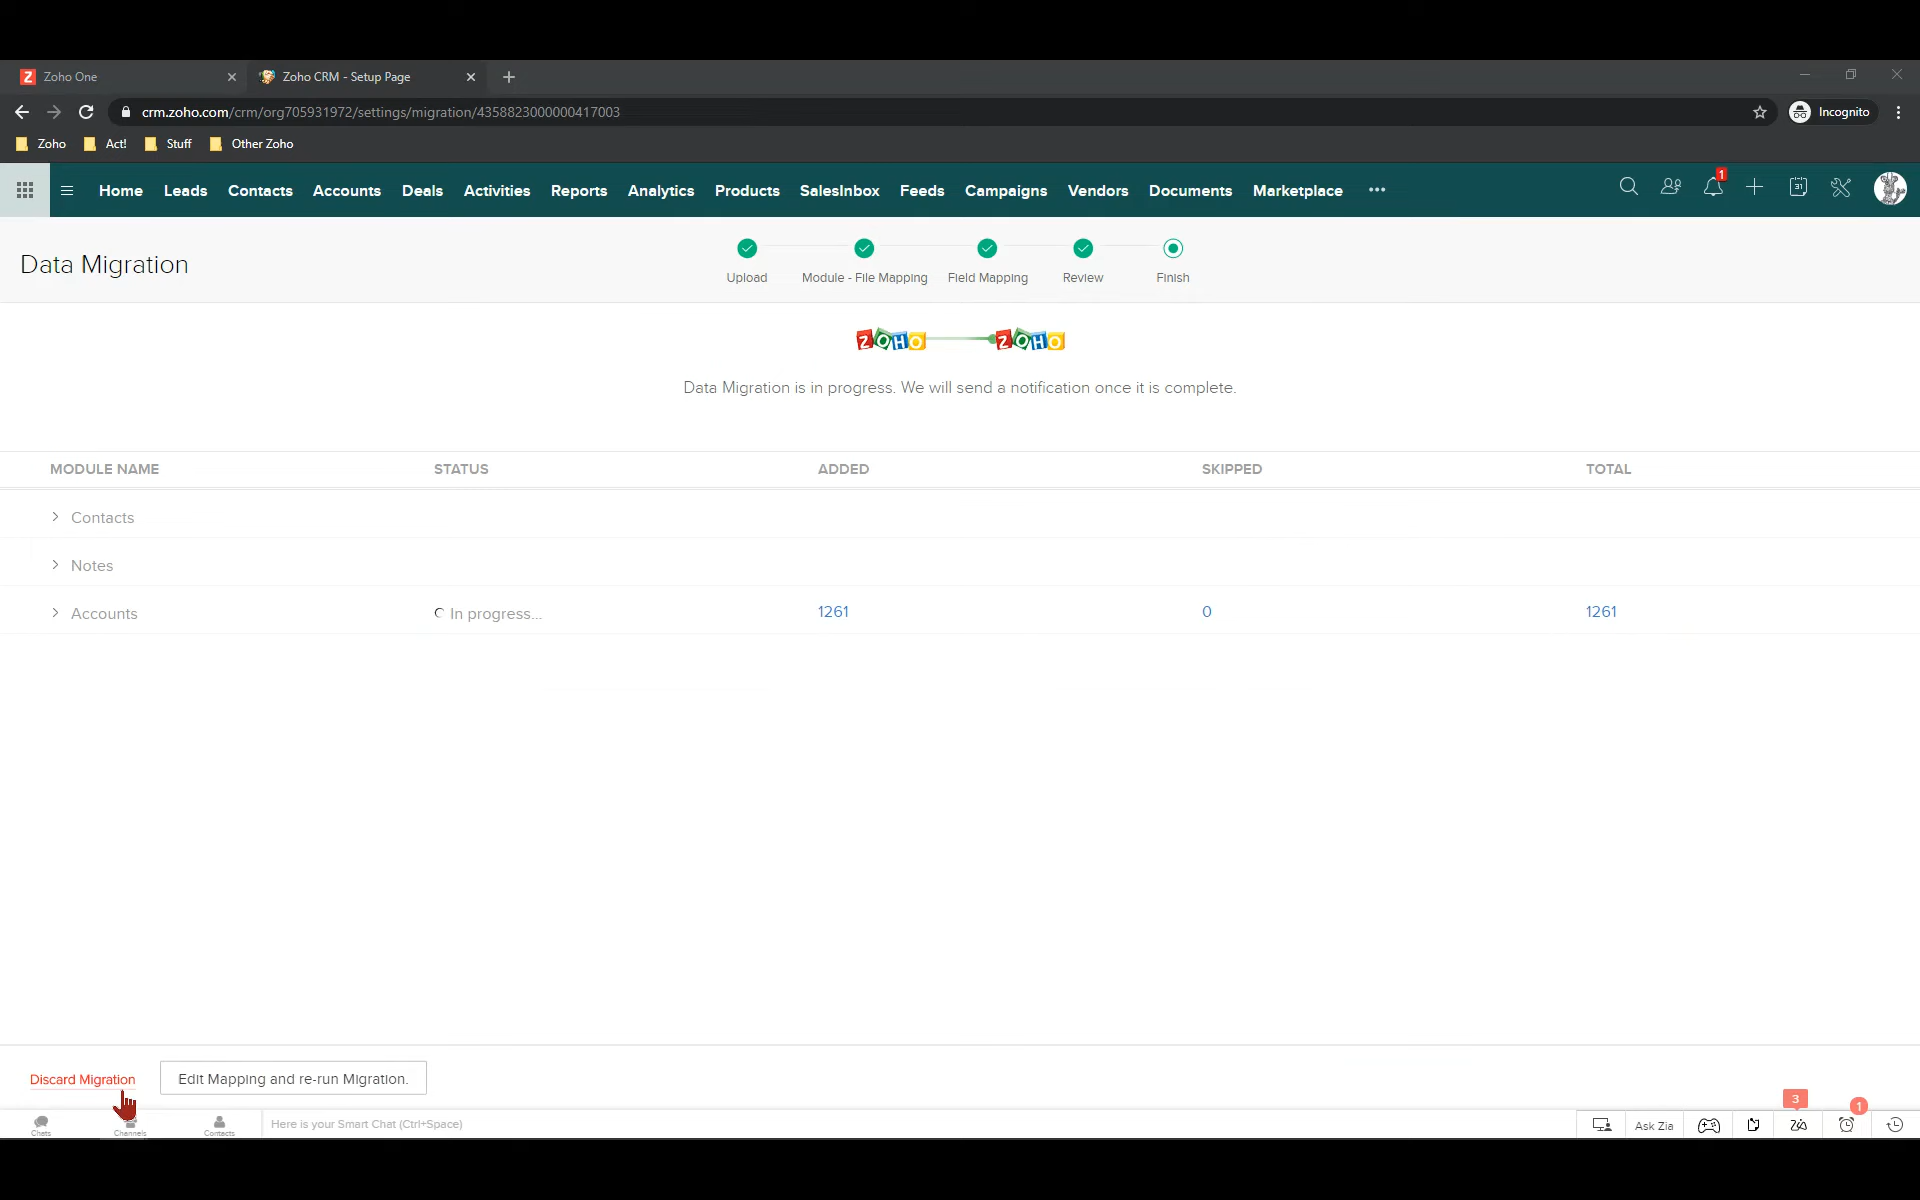 Zoho One
Zoho CRM - Setup Page
crm.zoho.com/crm/org705931972/settings/migration/4358823000000417003
Incognito
Zoho Act! Stuff Other Zoho
Home Leads Contacts Accounts Deals Activities Reports Analytics Products SalesInbox Feeds Campaigns Vendors Documents Marketplace •••
1
31
Data Migration
Upload Module - File Mapping Field Mapping Review Finish
ZOHO ZOHO
Data Migration is in progress. We will send a notification once it is complete.
MODULE NAME STATUS ADDED SKIPPED TOTAL
Contacts
Notes
Accounts In progress... 1261 0 1261
Discard Migration Edit Mapping and re-run Migration.
3
1
Chats Channels Contacts Here is your Smart Chat (Ctrl+Space) Ask Zia